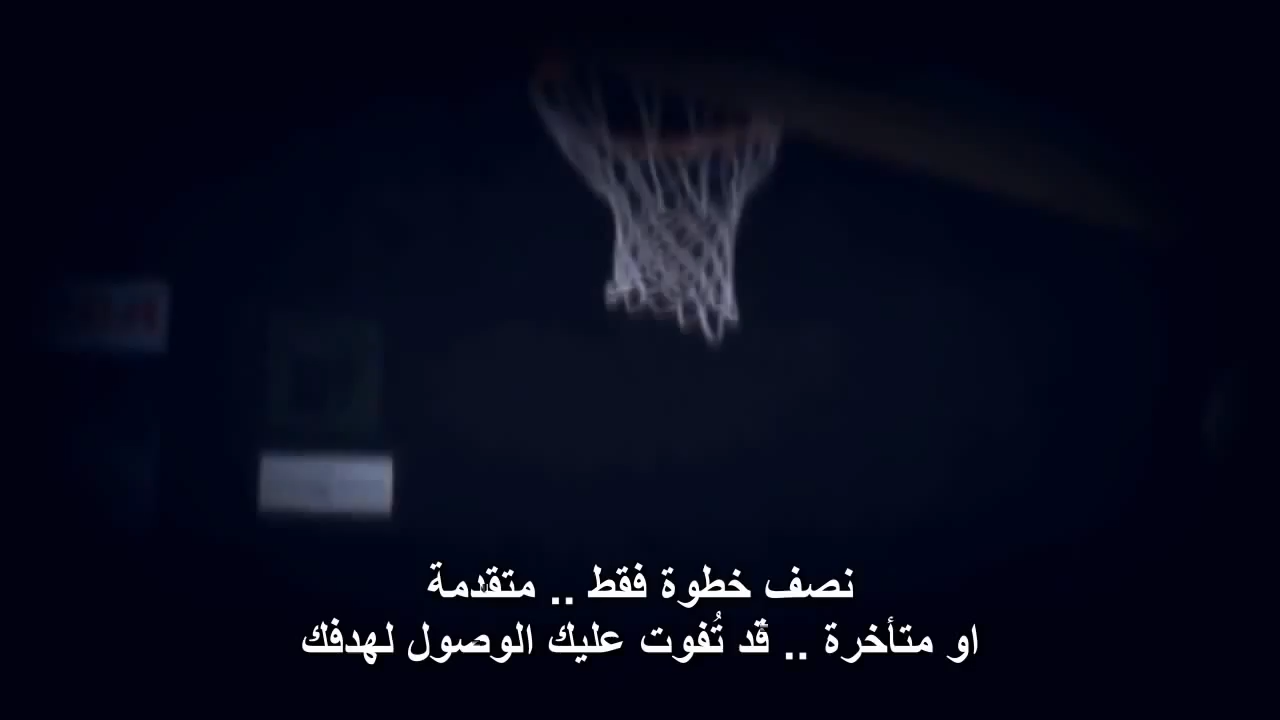 نصف خطوة فقط .. متقدمة
او متأخرة .. قد تُفوت عليك الوصول لهدفك